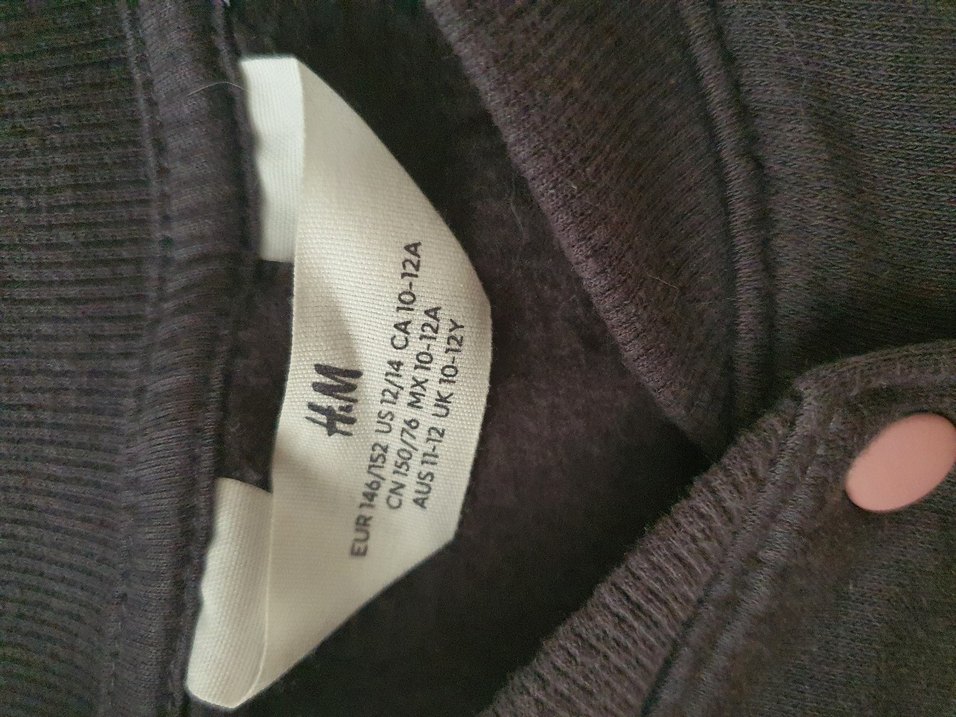 H&M
EUR 146/152 US 12/14 CA 10-12A
CN 150/76 MX 10-12A
AUS 11-12 UK 10-12Y